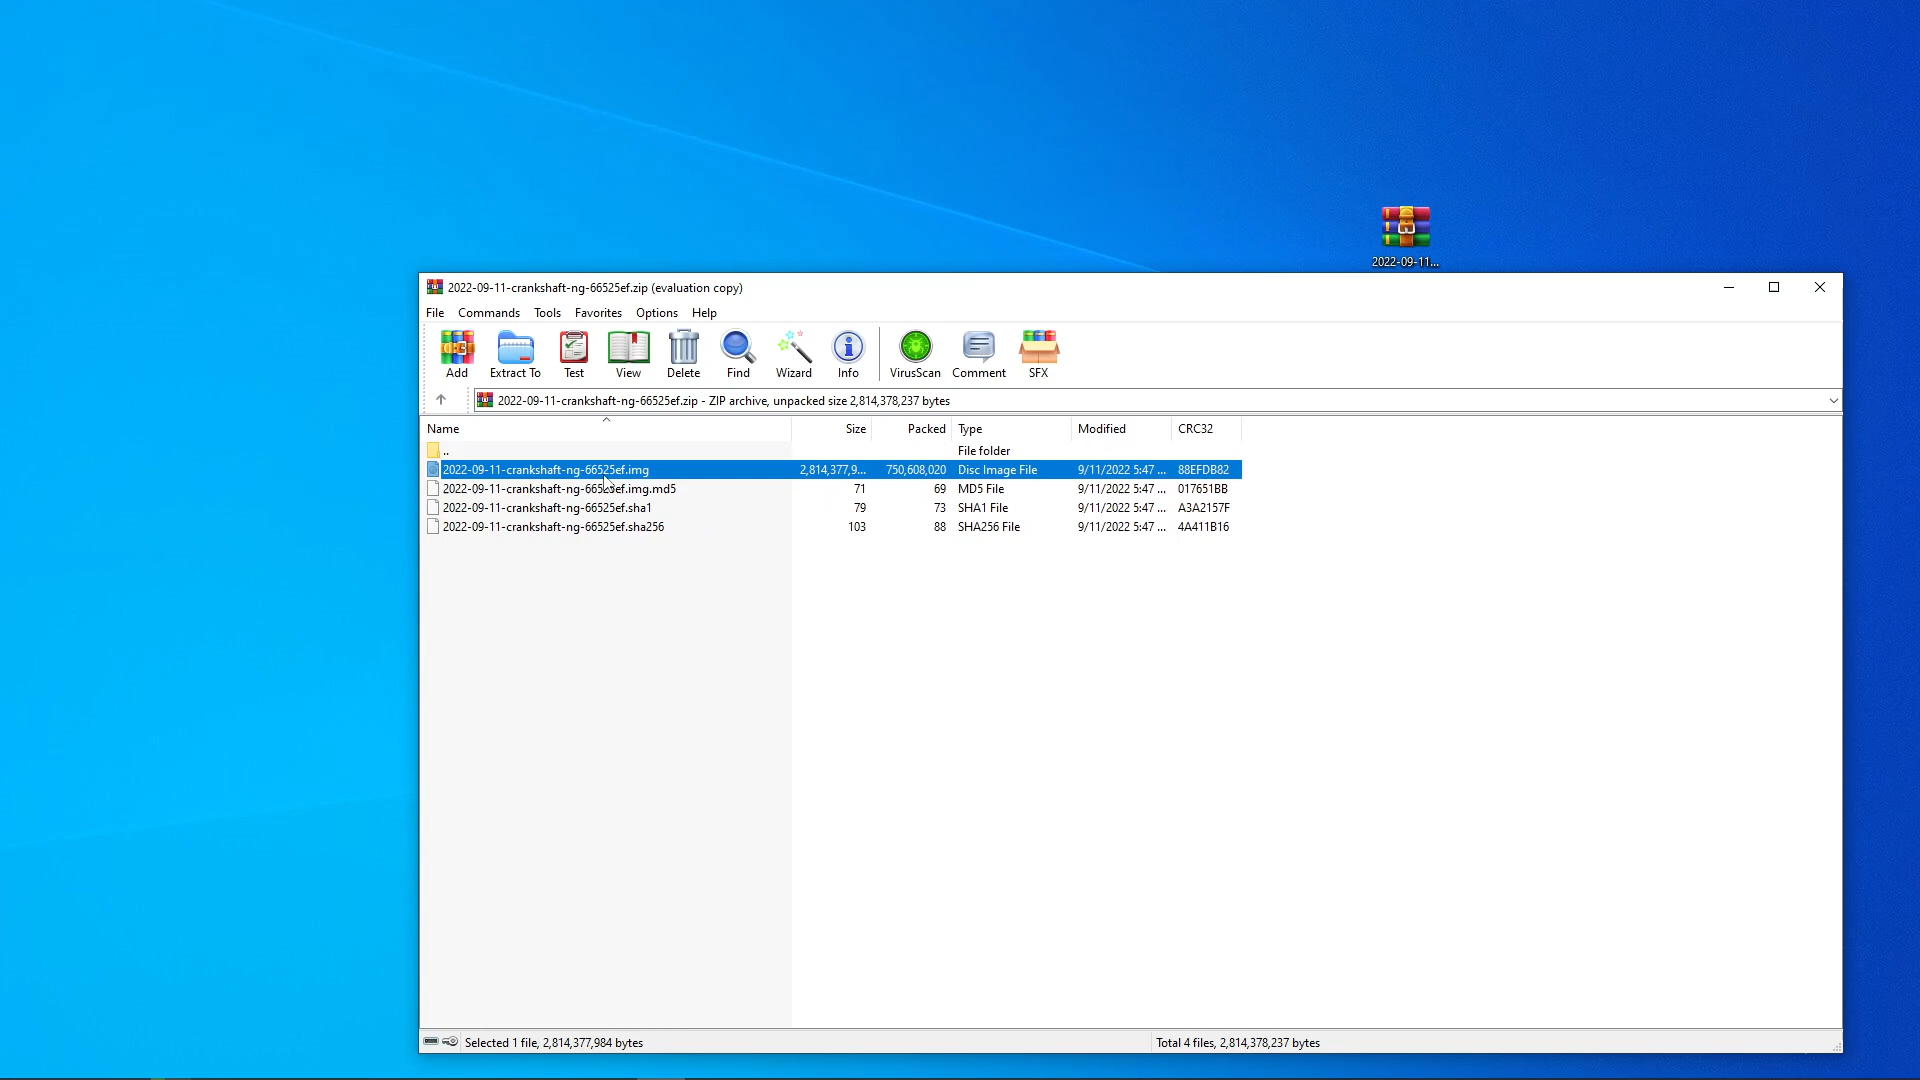 2022-09-11...
2022-09-11-crankshaft-ng-66525ef.zip (evaluation copy)
File Commands Tools Favorites Options Help
Add Extract To Test View Delete Find Wizard Info VirusScan Comment SFX
2022-09-11-crankshaft-ng-66525ef.zip - ZIP archive, unpacked size 2,814,378,237 bytes
Name Size Packed Type Modified CRC32
.. File folder
2022-09-11-crankshaft-ng-66525ef.img 2,814,377,9... 750,608,020 Disc Image File 9/11/2022 5:47 ... 88EFDB82
2022-09-11-crankshaft-ng-66525ef.img.md5 71 69 MD5 File 9/11/2022 5:47 ... 017651BB
2022-09-11-crankshaft-ng-66525ef.sha1 79 73 SHA1 File 9/11/2022 5:47 ... A3A2157F
2022-09-11-crankshaft-ng-66525ef.sha256 103 88 SHA256 File 9/11/2022 5:47 ... 4A411B16
Selected 1 file, 2,814,377,984 bytes Total 4 files, 2,814,378,237 bytes